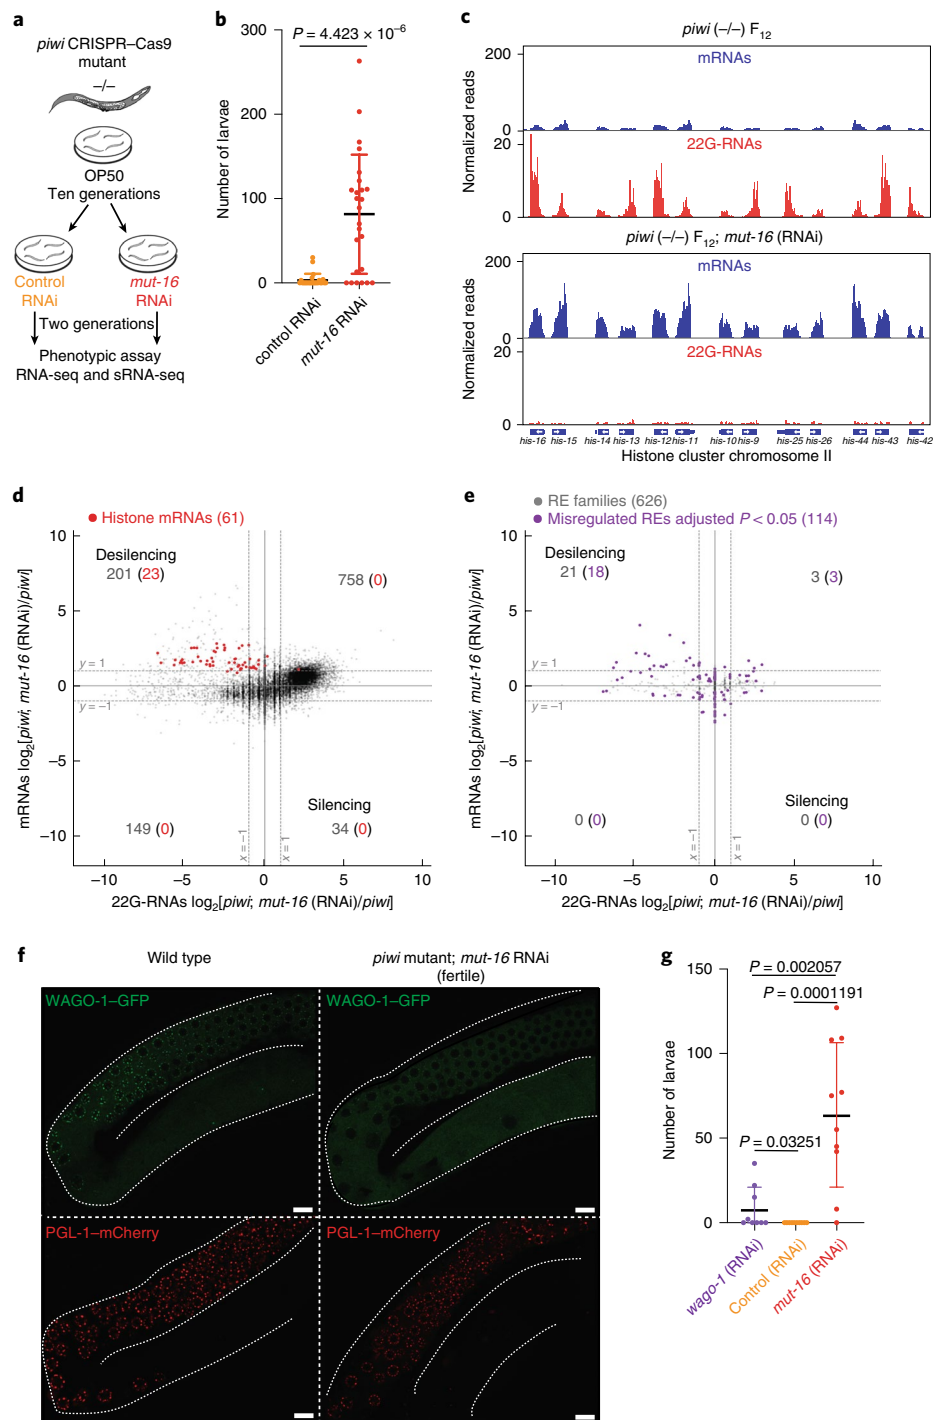 a
piwi CRISPR–Cas9
mutant
–/–
OP50
Ten generations
Control
RNAi
mut-16
RNAi
Two generations
Phenotypic assay
RNA-seq and sRNA-seq
b
P = 4.423 × 10⁻⁶
300
200
100
0
Number of larvae
control RNAi
mut-16 RNAi
c
piwi (–/–) F₁₂
mRNAs
200
0
Normalized reads
22G-RNAs
20
0
piwi (–/–) F₁₂; mut-16 (RNAi)
mRNAs
200
0
Normalized reads
22G-RNAs
20
0
his-16 his-15 his-14 his-13 his-12 his-11 his-10 his-9 his-25 his-26 his-44 his-43 his-42
Histone cluster chromosome II
d
Histone mRNAs (61)
10
5
0
–5
–10
mRNAs log₂[piwi; mut-16 (RNAi)/piwi]
Desilencing
201 (23)
758 (0)
y = 1
y = –1
Silencing
149 (0)
34 (0)
x = –1
x = 1
–10 –5 0 5 10
22G-RNAs log₂[piwi; mut-16 (RNAi)/piwi]
e
RE families (626)
Misregulated REs adjusted P < 0.05 (114)
10
5
0
–5
–10
mRNAs log₂[piwi; mut-16 (RNAi)/piwi]
Desilencing
21 (18)
3 (3)
y = 1
y = –1
Silencing
0 (0)
0 (0)
x = –1
x = 1
–10 –5 0 5 10
22G-RNAs log₂[piwi; mut-16 (RNAi)/piwi]
f
Wild type
piwi mutant; mut-16 RNAi
(fertile)
WAGO-1–GFP
WAGO-1–GFP
PGL-1–mCherry
PGL-1–mCherry
g
150
100
50
0
Number of larvae
P = 0.002057
P = 0.0001191
P = 0.03251
wago-1 (RNAi)
Control (RNAi)
mut-16 (RNAi)